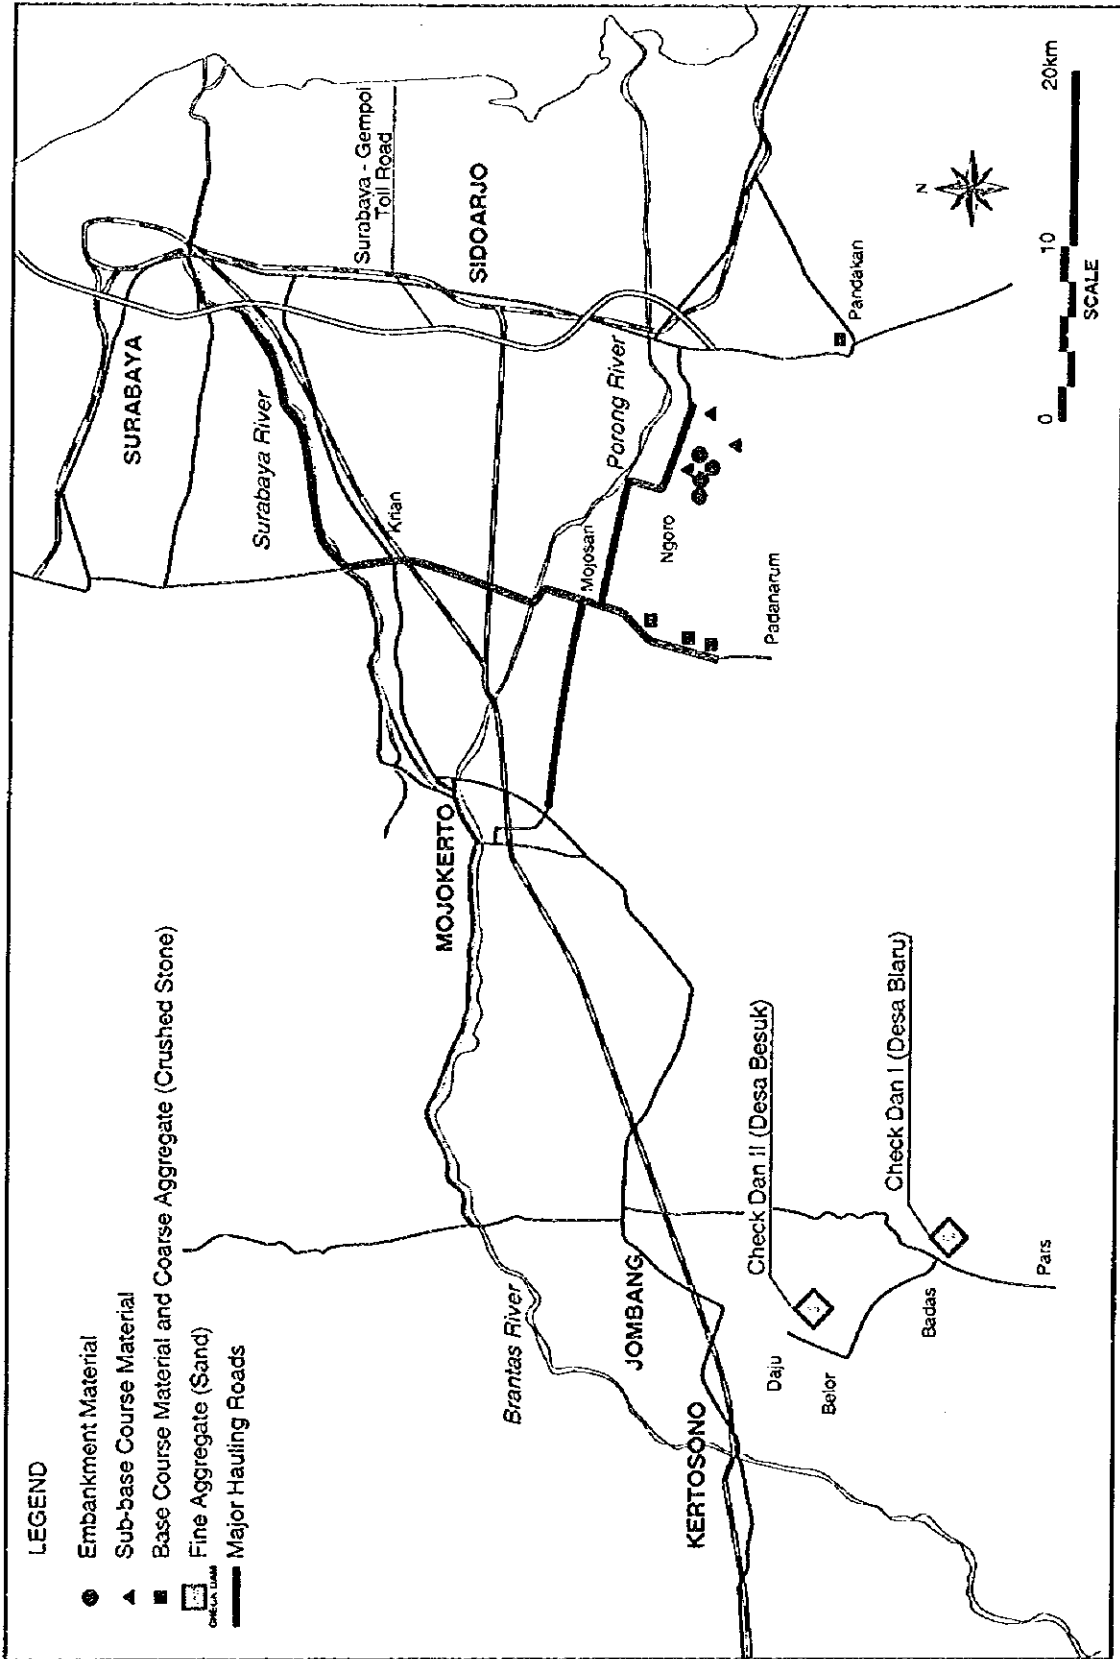 LEGEND
Embankment Material
Sub-base Course Material
Base Course Material and Coarse Aggregate (Crushed Stone)
Fine Aggregate (Sand)
CHECK DAM
Major Hauling Roads
SURABAYA
Surabaya River
Surabaya - Gempol
Toll Road
SIDOARJO
Krian
Porong River
Mojosari
Ngoro
Padanarum
Pandakan
MOJOKERTO
Brantas River
JOMBANG
KERTOSONO
Check Dan II (Desa Besuk)
Check Dan I (Desa Blaru)
Daju
Belor
Badas
Pars
N
0
10
20km
SCALE